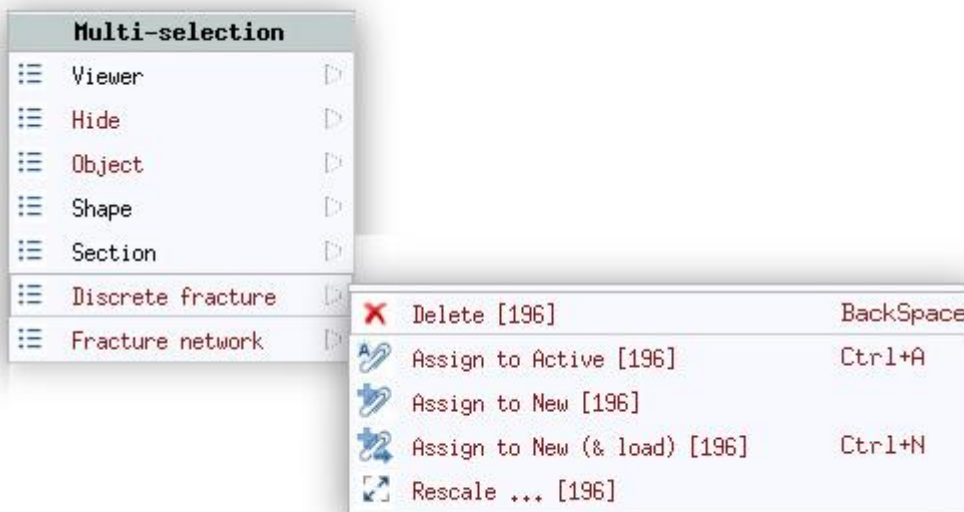 Multi-selection
Viewer
Hide
Object
Shape
Section
Discrete fracture
Fracture network
Delete [196] BackSpace
Assign to Active [196] Ctrl+A
Assign to New [196]
Assign to New (& load) [196] Ctrl+N
Rescale ... [196]